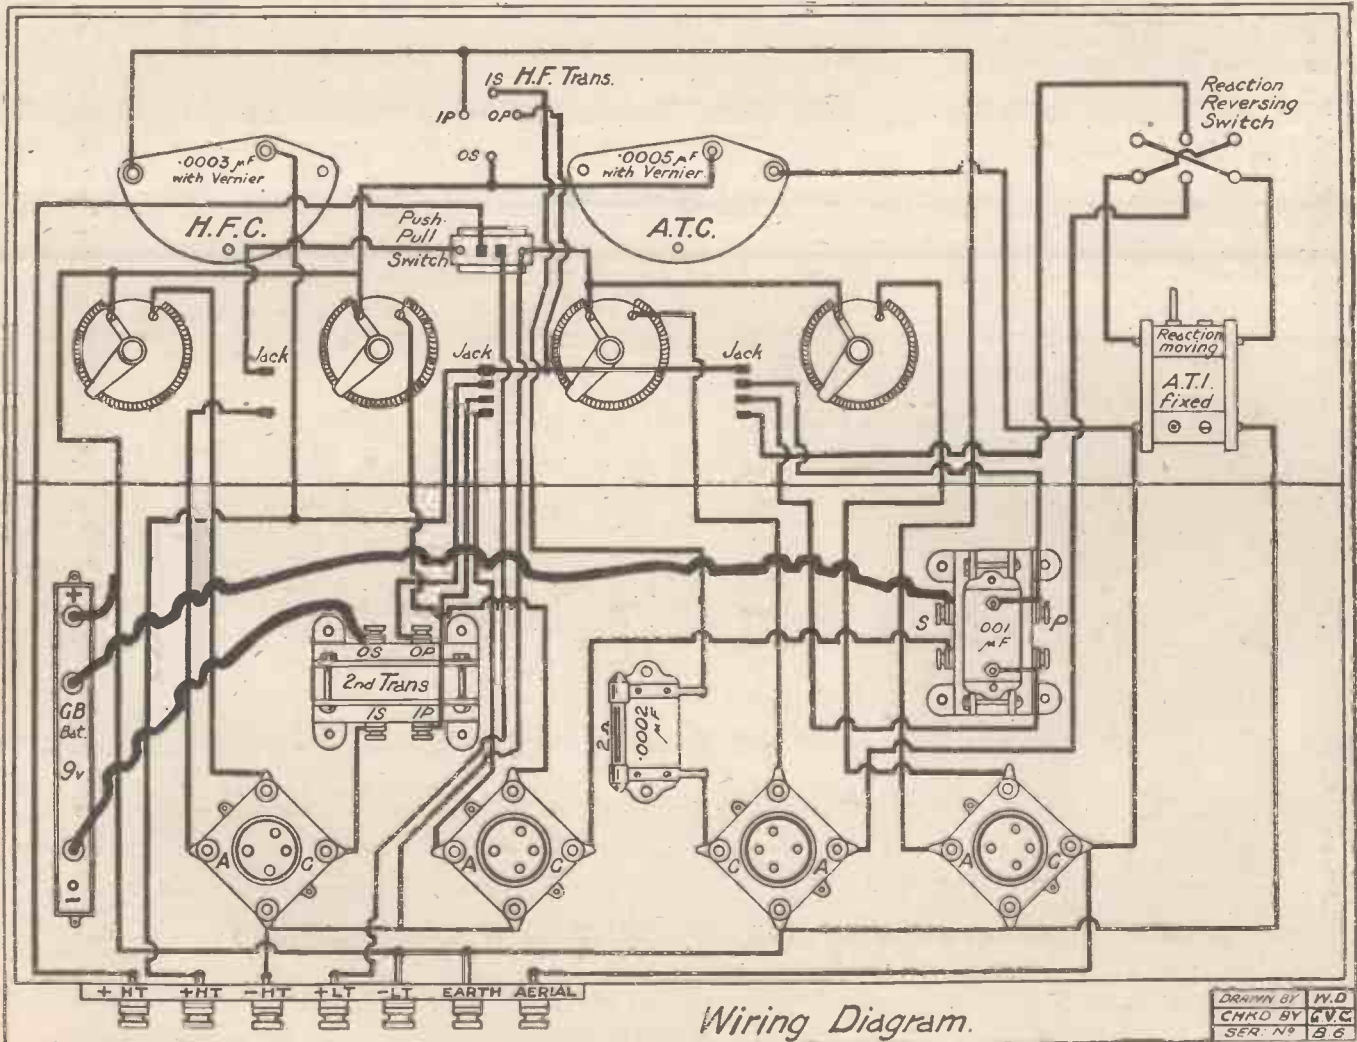 IS H.F. Trans.
IP OP
OS
.0003 µF
with Vernier
H.F.C.
.0005 µF
with Vernier.
A.T.C.
Reaction
Reversing
Switch
Push-
Pull
Switch
Jack
Jack
Jack
Reaction
moving
A.T.I.
fixed
+
GB
Bat.
9v
-
OS OP
2nd Trans
IS IP
2Ω
.0002
µF
S
.001
µF
P
A G
A G
G A
A G
+ HT +HT -HT +LT -LT EARTH AERIAL
Wiring Diagram.
DRAWN BY W.D
CHKD BY G.V.C
SER: Nº B 6